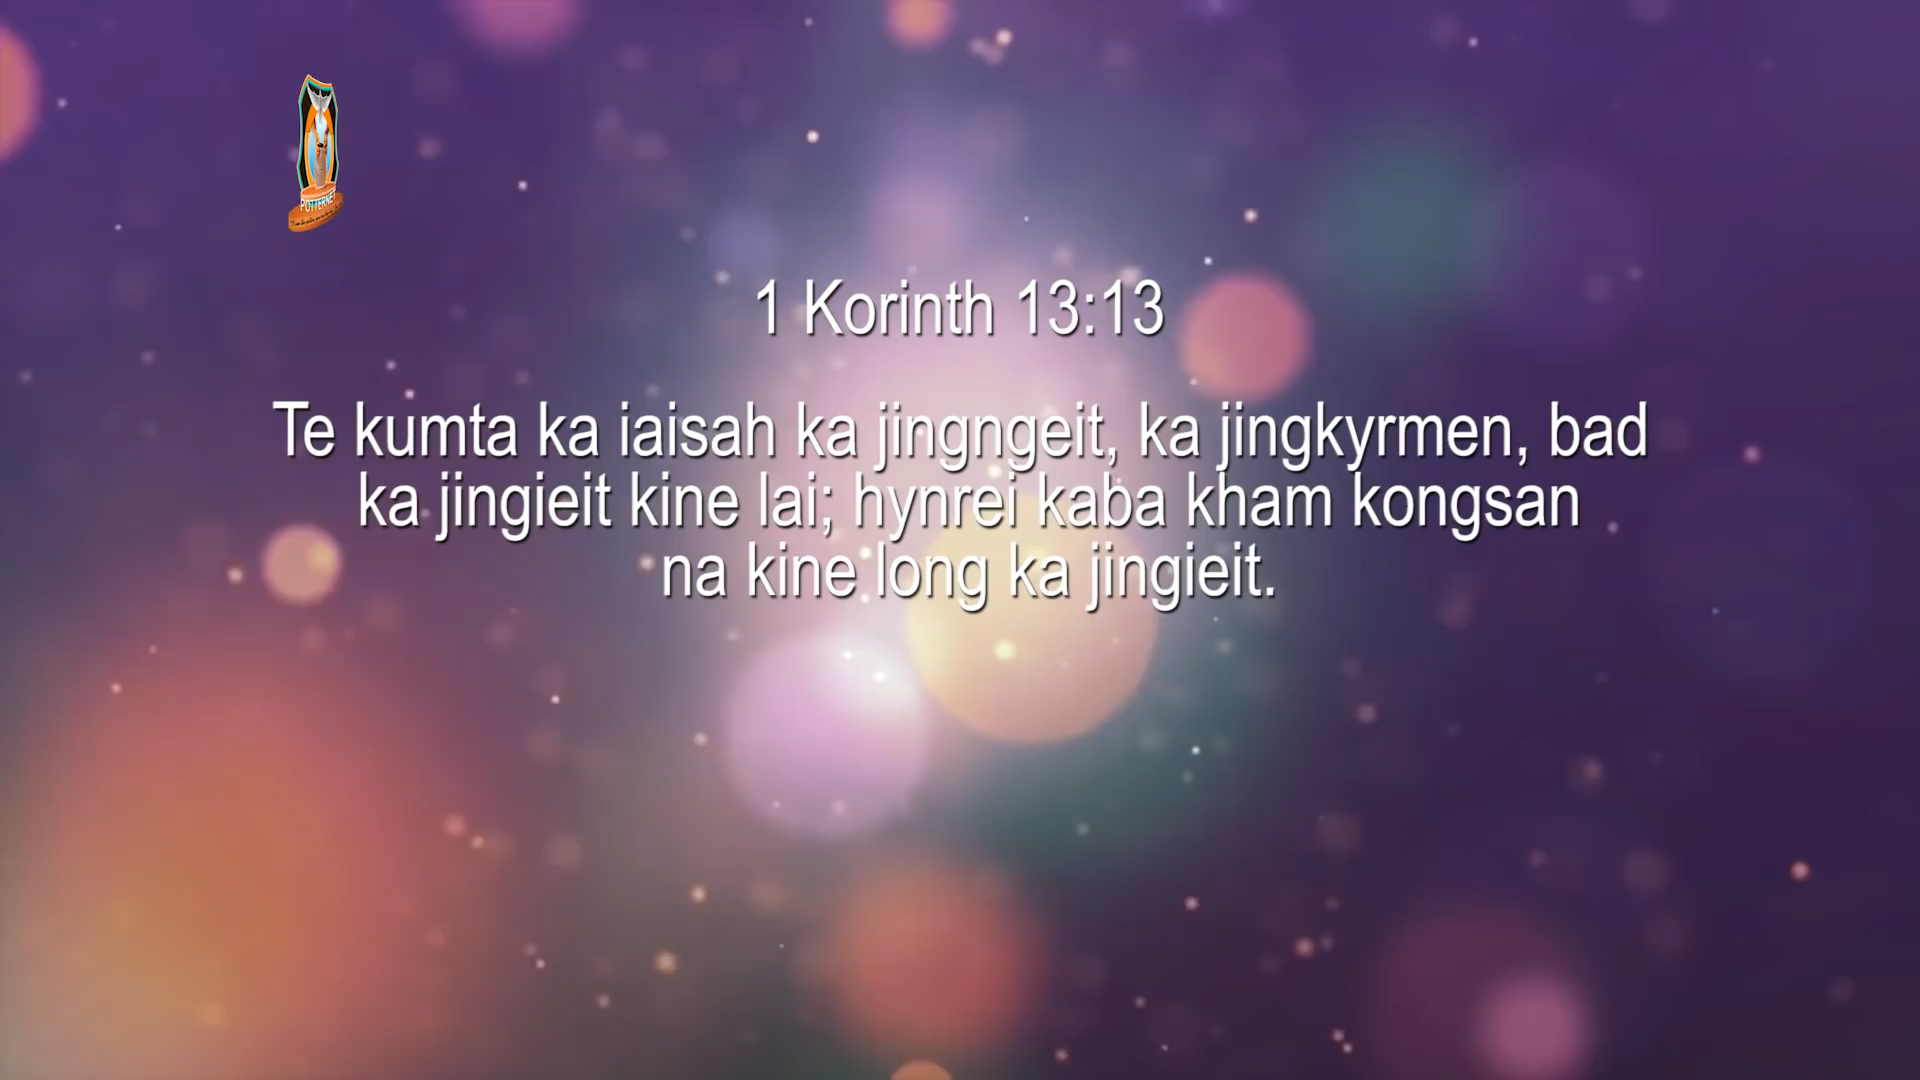 POTTERNET
1 Korinth 13:13
Te kumta ka iaisah ka jingngeit, ka jingkyrmen, bad
ka jingieit kine lai; hynrei kaba kham kongsan
na kine long ka jingieit.